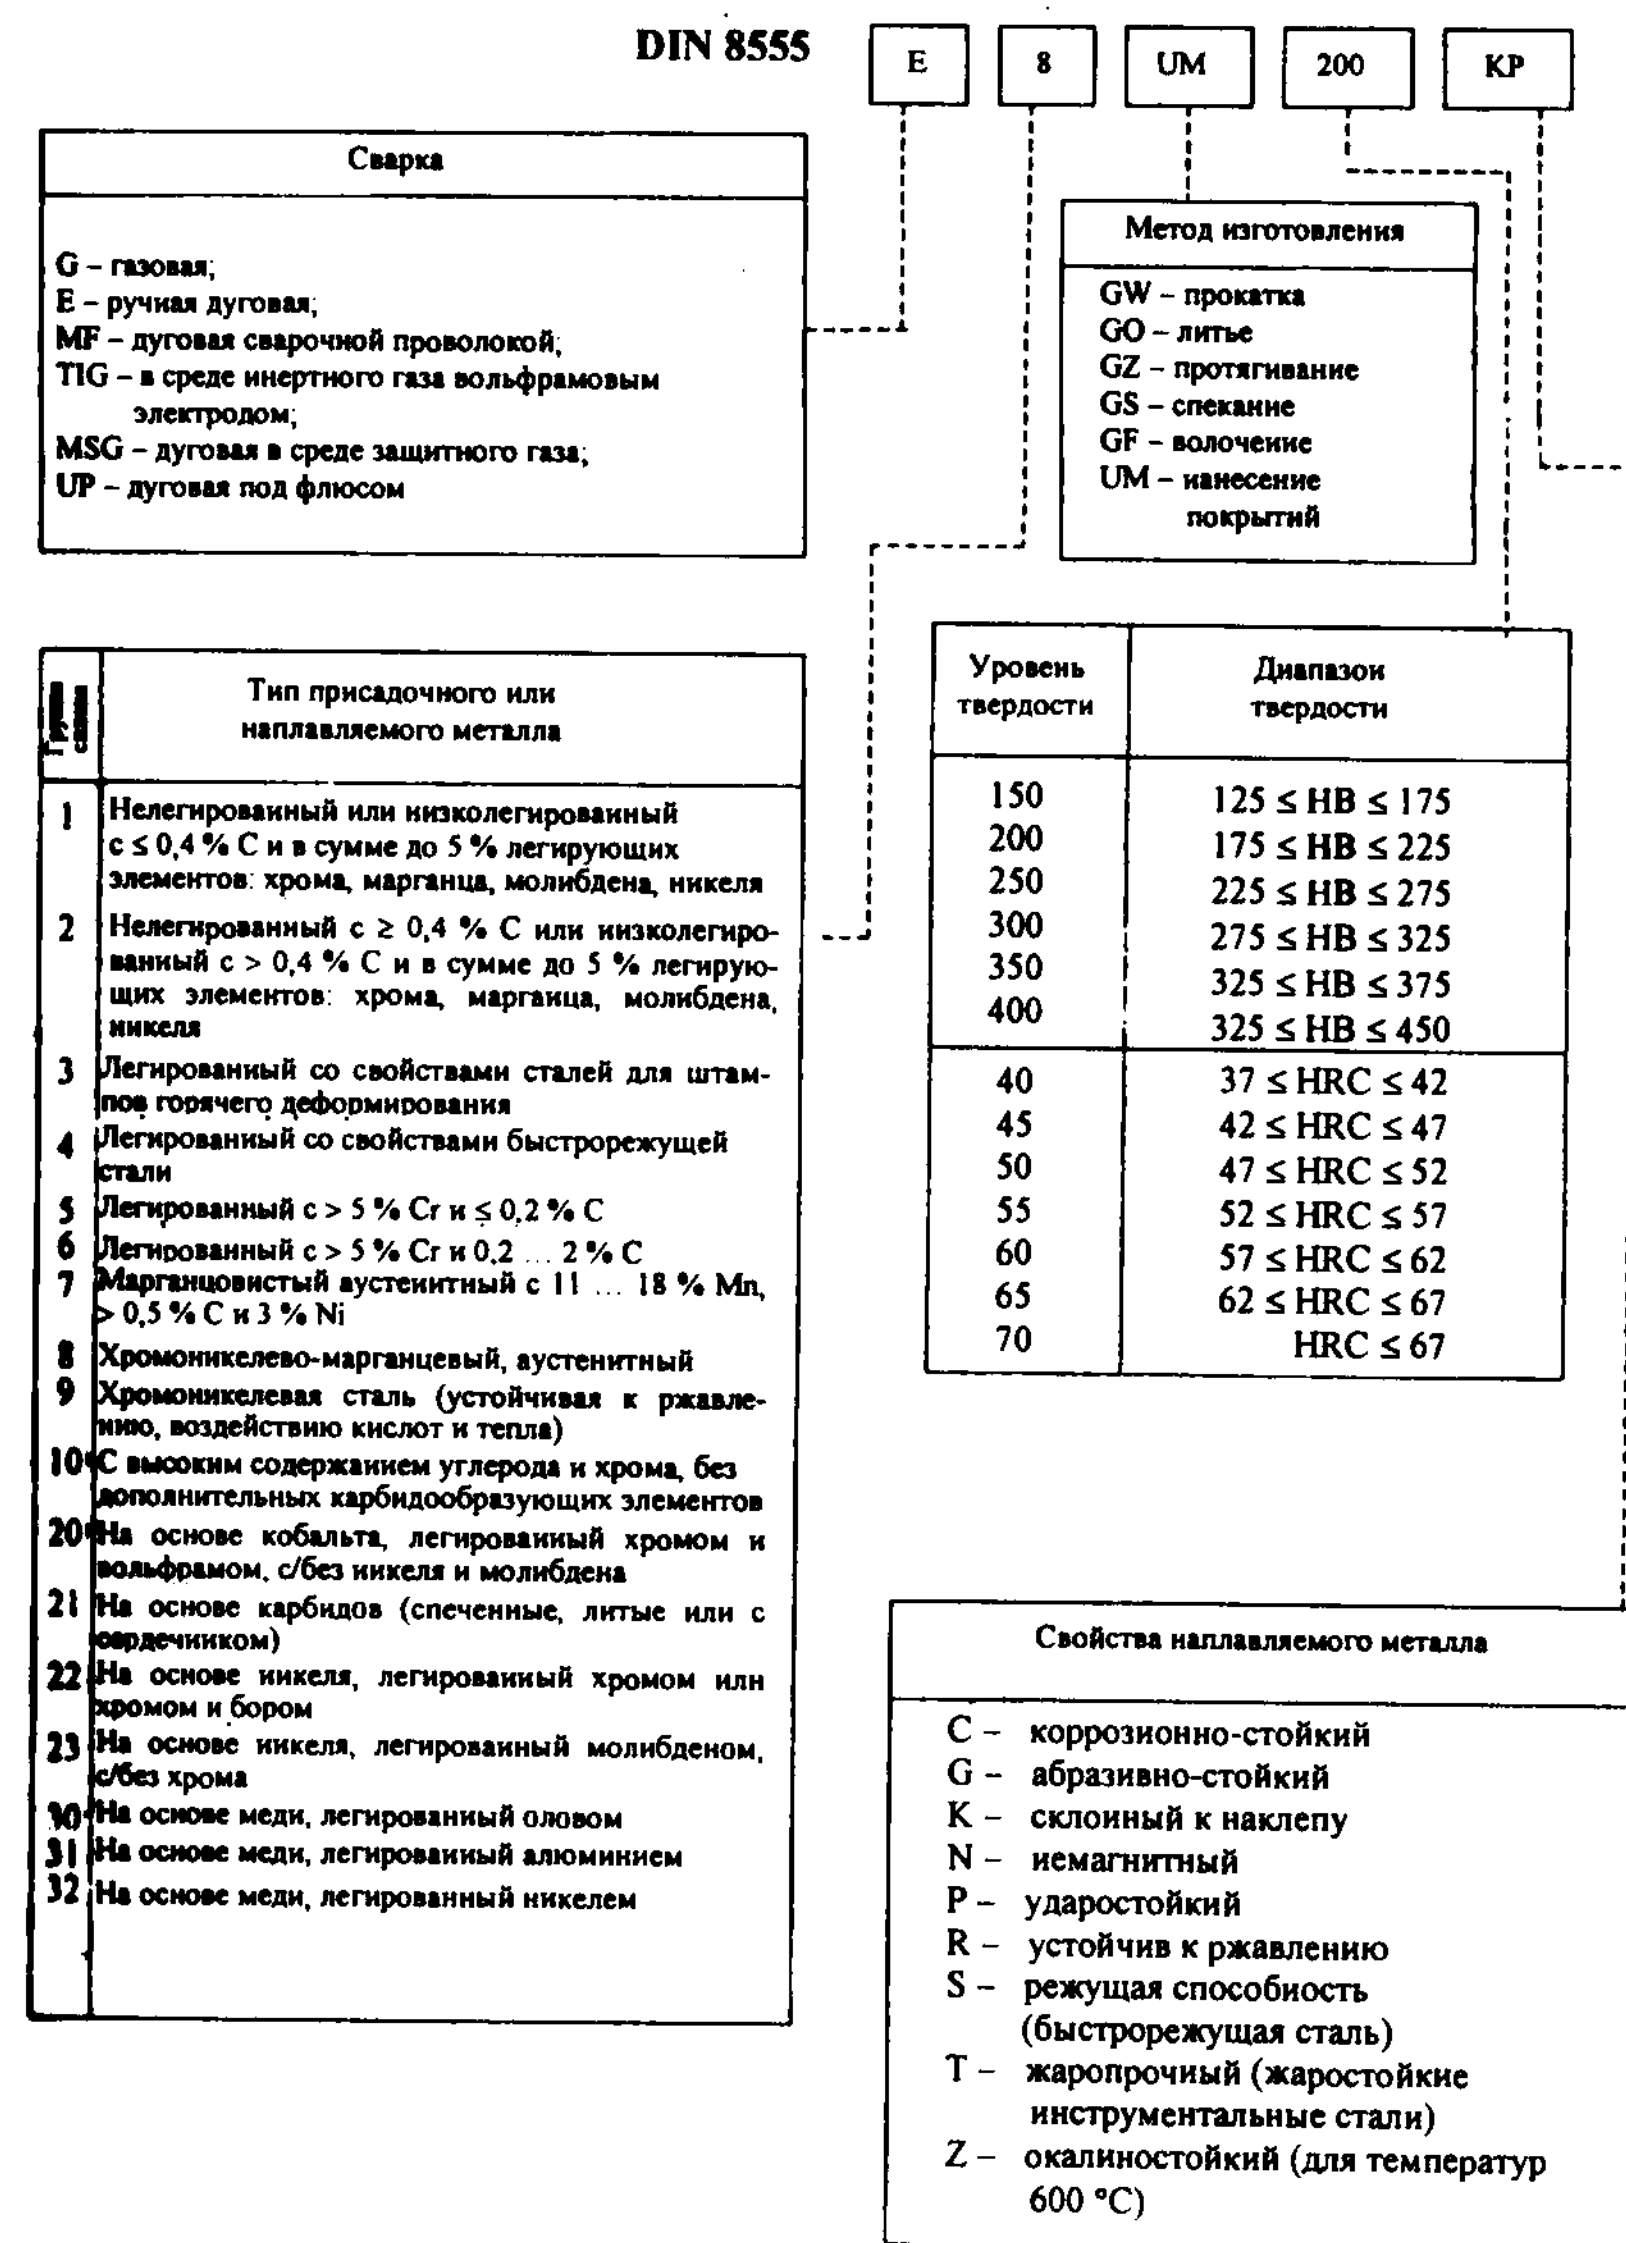 DIN 8555
E
8
UM
200
KP
Сварка
G – газовая;
E – ручная дуговая;
MF – дуговая сварочной проволокой;
TIG – в среде инертного газа вольфрамовым
электродом;
MSG – дуговая в среде защитного газа;
UP – дуговая под флюсом
Метод изготовления
GW – прокатка
GO – литье
GZ – протягивание
GS – спекание
GF – волочение
UM – нанесение
покрытий
Группа
сплава
Тип присадочного или
наплавляемого металла
1 Нелегированный или низколегированный
с ≤ 0,4 % C и в сумме до 5 % легирующих
элементов: хрома, марганца, молибдена, никеля
2 Нелегированный с ≥ 0,4 % C или низколегиро-
ванный с > 0,4 % C и в сумме до 5 % легирую-
щих элементов: хрома, марганца, молибдена,
никеля
3 Легированный со свойствами сталей для штам-
пов горячего деформирования
4 Легированный со свойствами быстрорежущей
стали
5 Легированный с > 5 % Cr и ≤ 0,2 % C
6 Легированный с > 5 % Cr и 0,2 ... 2 % C
7 Марганцовистый аустенитный с 11 ... 18 % Mn,
> 0,5 % C и 3 % Ni
8 Хромоникелево-марганцевый, аустенитный
9 Хромоникелевая сталь (устойчивая к ржавле-
нию, воздействию кислот и тепла)
10 С высоким содержанием углерода и хрома, без
дополнительных карбидообразующих элементов
20 На основе кобальта, легированный хромом и
вольфрамом, с/без никеля и молибдена
21 На основе карбидов (спеченные, литые или с
сердечником)
22 На основе никеля, легированный хромом или
хромом и бором
23 На основе никеля, легированный молибденом,
с/без хрома
30 На основе меди, легированный оловом
31 На основе меди, легированный алюминием
32 На основе меди, легированный никелем
Уровень
твердости
Диапазон
твердости
150 125 ≤ HB ≤ 175
200 175 ≤ HB ≤ 225
250 225 ≤ HB ≤ 275
300 275 ≤ HB ≤ 325
350 325 ≤ HB ≤ 375
400 325 ≤ HB ≤ 450
40 37 ≤ HRC ≤ 42
45 42 ≤ HRC ≤ 47
50 47 ≤ HRC ≤ 52
55 52 ≤ HRC ≤ 57
60 57 ≤ HRC ≤ 62
65 62 ≤ HRC ≤ 67
70 HRC ≤ 67
Свойства наплавляемого металла
C – коррозионно-стойкий
G – абразивно-стойкий
K – склонный к наклепу
N – немагнитный
P – ударостойкий
R – устойчив к ржавлению
S – режущая способность
(быстрорежущая сталь)
T – жаропрочный (жаростойкие
инструментальные стали)
Z – окалиностойкий (для температур
600 °C)